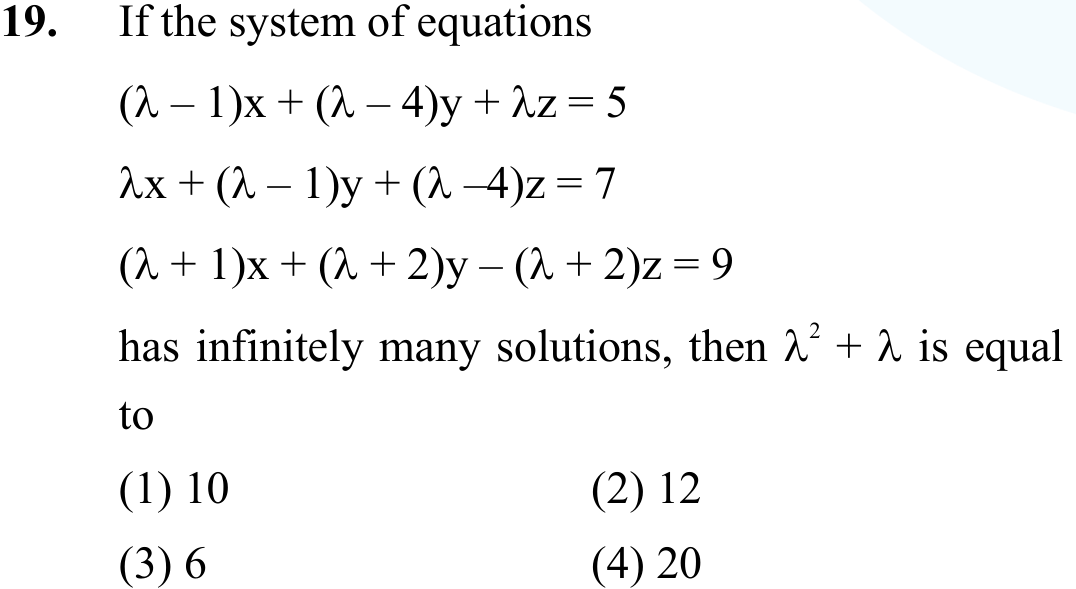 19. If the system of equations
(λ – 1)x + (λ – 4)y + λz = 5
λx + (λ – 1)y + (λ –4)z = 7
(λ + 1)x + (λ + 2)y – (λ + 2)z = 9
has infinitely many solutions, then λ² + λ is equal
to
(1) 10 (2) 12
(3) 6 (4) 20